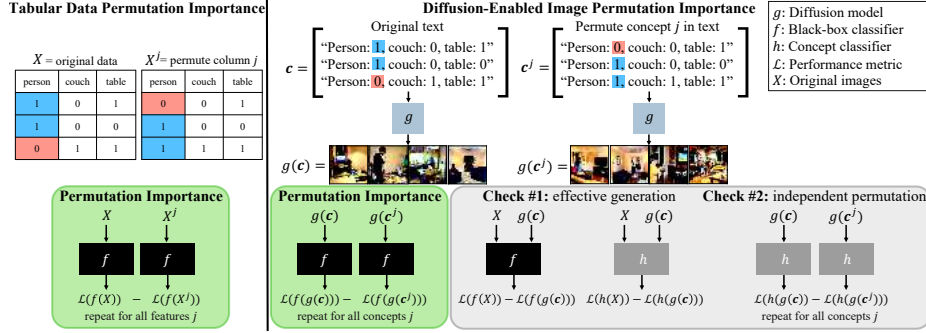 Tabular Data Permutation Importance
X = original data
X^j = permute column j
person couch table
1 0 1
1 0 0
0 1 1
person couch table
0 0 1
1 0 0
1 1 1
Permutation Importance
X X^j
f f
ℒ(f(X)) − ℒ(f(X^j))
repeat for all features j
Diffusion-Enabled Image Permutation Importance
Original text
c =
“Person: 1, couch: 0, table: 1”
“Person: 1, couch: 0, table: 0”
“Person: 0, couch: 1, table: 1”
g
g(c) =
Permute concept j in text
c^j =
“Person: 0, couch: 0, table: 1”
“Person: 1, couch: 0, table: 0”
“Person: 1, couch: 1, table: 1”
g
g(c^j) =
g: Diffusion model
f: Black-box classifier
h: Concept classifier
ℒ: Performance metric
X: Original images
Permutation Importance
g(c) g(c^j)
f f
ℒ(f(g(c))) − ℒ(f(g(c^j)))
repeat for all concepts j
Check #1: effective generation
X g(c)
f
ℒ(f(X)) − ℒ(f(g(c)))
X g(c)
h
ℒ(h(X)) − ℒ(h(g(c)))
Check #2: independent permutation
g(c) g(c^j)
h h
ℒ(h(g(c)) − ℒ(h(g(c^j)))
repeat for all concepts j